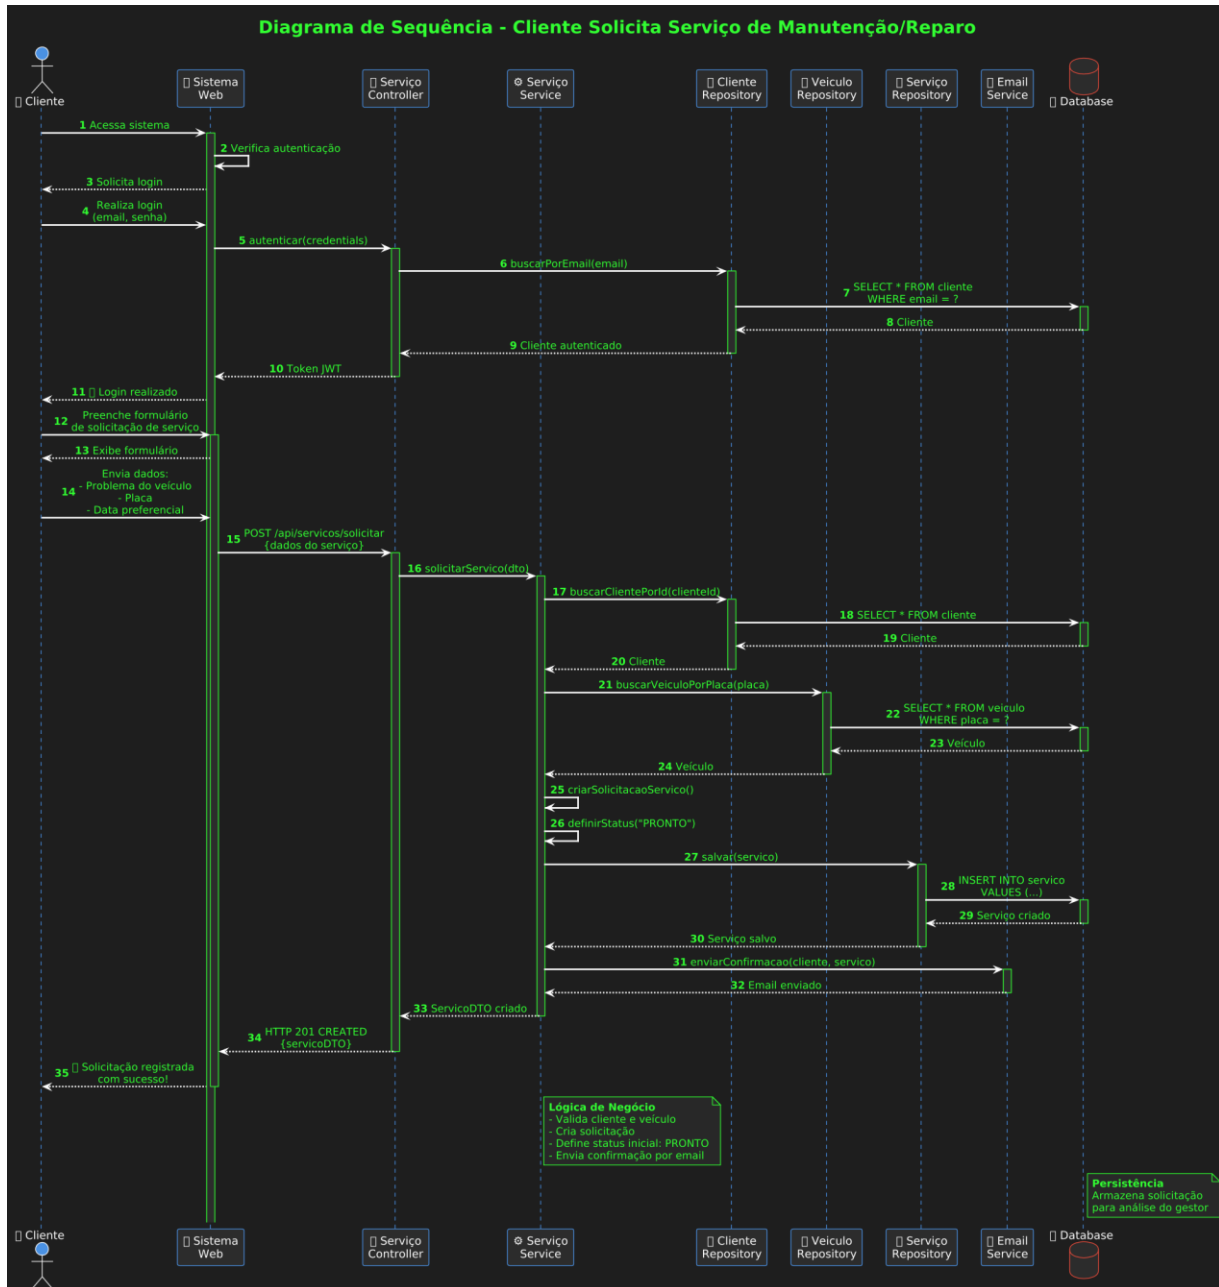 Diagrama de Sequência - Cliente Solicita Serviço de Manutenção/Reparo
Cliente
Sistema
Web
Serviço
Controller
⚙ Serviço
Service
Cliente
Repository
Veiculo
Repository
Serviço
Repository
Email
Service
Database
1 Acessa sistema
2 Verifica autenticação
3 Solicita login
4 Realiza login
(email, senha)
5 autenticar(credentials)
6 buscarPorEmail(email)
7 SELECT * FROM cliente
WHERE email = ?
8 Cliente
9 Cliente autenticado
10 Token JWT
11 Login realizado
12 Preenche formulário
de solicitação de serviço
13 Exibe formulário
14 Envia dados:
- Problema do veículo
- Placa
- Data preferencial
15 POST /api/servicos/solicitar
{dados do serviço}
16 solicitarServico(dto)
17 buscarClientePorId(clienteId)
18 SELECT * FROM cliente
19 Cliente
20 Cliente
21 buscarVeiculoPorPlaca(placa)
22 SELECT * FROM veiculo
WHERE placa = ?
23 Veículo
24 Veículo
25 criarSolicitacaoServico()
26 definirStatus("PRONTO")
27 salvar(servico)
28 INSERT INTO servico
VALUES (...)
29 Serviço criado
30 Serviço salvo
31 enviarConfirmacao(cliente, servico)
32 Email enviado
33 ServicoDTO criado
34 HTTP 201 CREATED
{servicoDTO}
35 Solicitação registrada
com sucesso!
Lógica de Negócio
- Valida cliente e veículo
- Cria solicitação
- Define status inicial: PRONTO
- Envia confirmação por email
Persistência
Armazena solicitação
para análise do gestor
Cliente
Sistema
Web
Serviço
Controller
⚙ Serviço
Service
Cliente
Repository
Veiculo
Repository
Serviço
Repository
Email
Service
Database